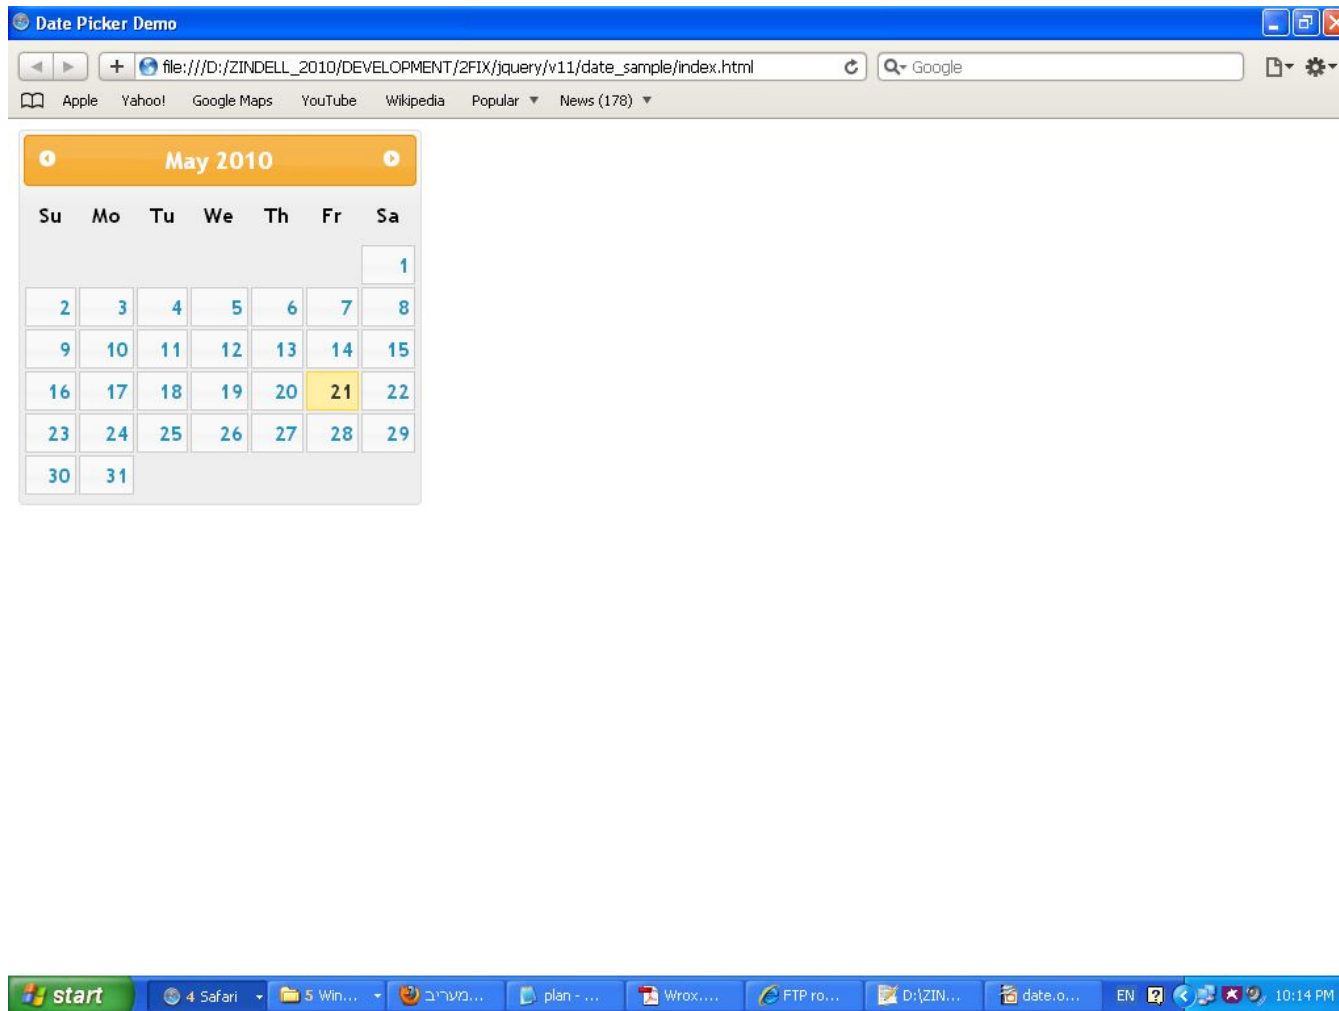 Date Picker Demo
file:///D:/ZINDELL_2010/DEVELOPMENT/2FIX/jquery/v11/date_sample/index.html Google
Apple Yahoo! Google Maps YouTube Wikipedia Popular ▼ News (178) ▼
May 2010
Su Mo Tu We Th Fr Sa
1
2 3 4 5 6 7 8
9 10 11 12 13 14 15
16 17 18 19 20 21 22
23 24 25 26 27 28 29
30 31
start 4 Safari 5 Win... מעריב... plan - ... Wrox.... FTP ro... D:\ZIN... date.o... EN 10:14 PM